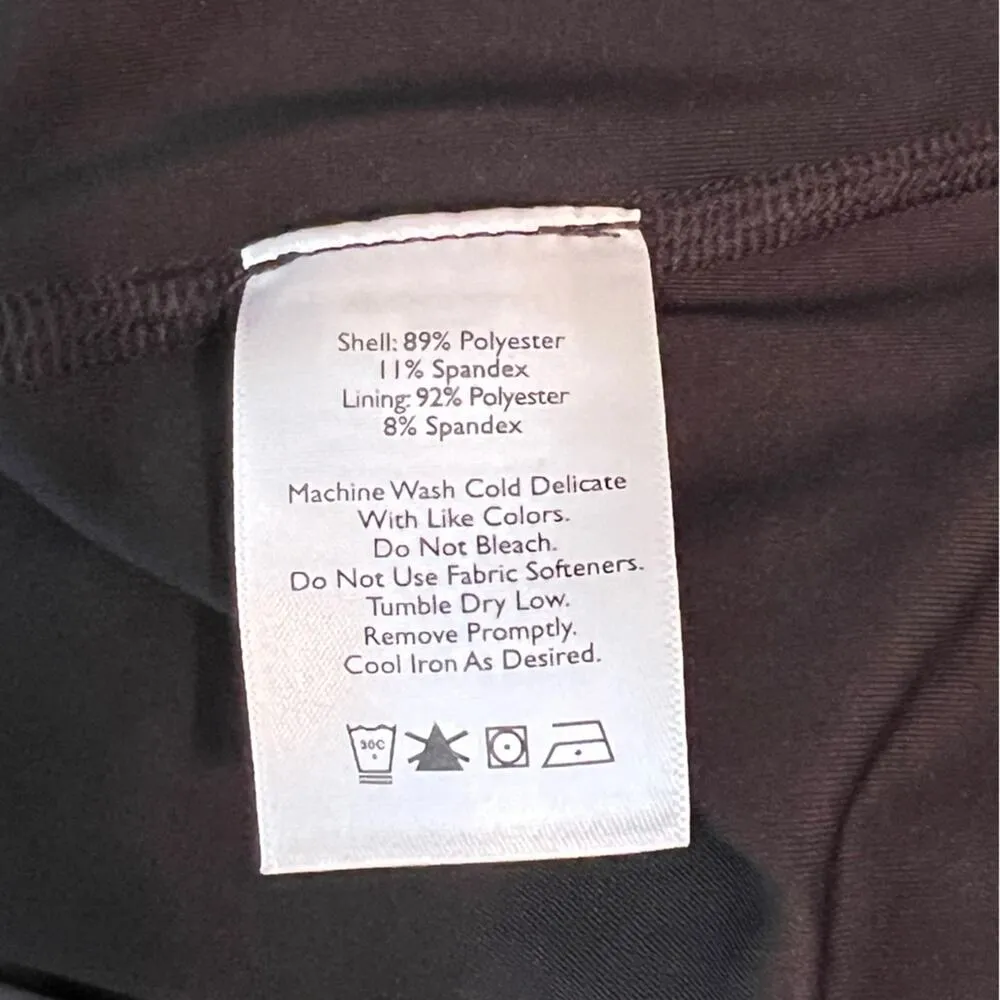 Shell: 89% Polyester
11% Spandex
Lining: 92% Polyester
8% Spandex
Machine Wash Cold Delicate
With Like Colors.
Do Not Bleach.
Do Not Use Fabric Softeners.
Tumble Dry Low.
Remove Promptly.
Cool Iron As Desired.
30C